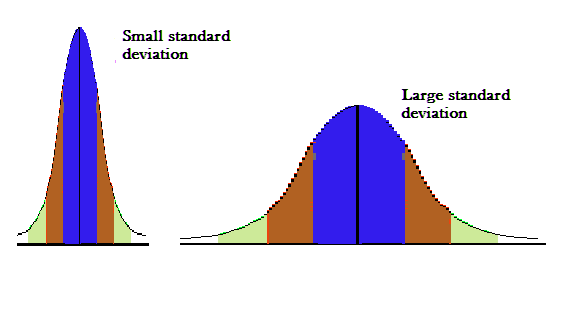 Small standard
deviation
Large standard
deviation